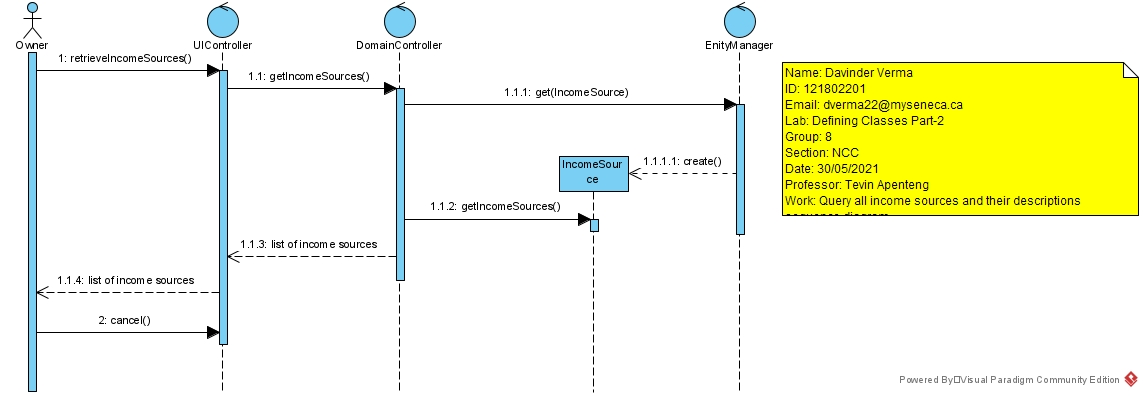 Owner
UIController
DomainController
EnityManager
1: retrieveIncomeSources()
1.1: getIncomeSources()
1.1.1: get(IncomeSource)
Name: Davinder Verma
ID: 121802201
Email: dverma22@myseneca.ca
Lab: Defining Classes Part-2
Group: 8
Section: NCC
Date: 30/05/2021
Professor: Tevin Apenteng
Work: Query all income sources and their descriptions
sequence diagram
IncomeSour
ce
1.1.1.1: create()
1.1.2: getIncomeSources()
1.1.3: list of income sources
1.1.4: list of income sources
2: cancel()
Powered By Visual Paradigm Community Edition